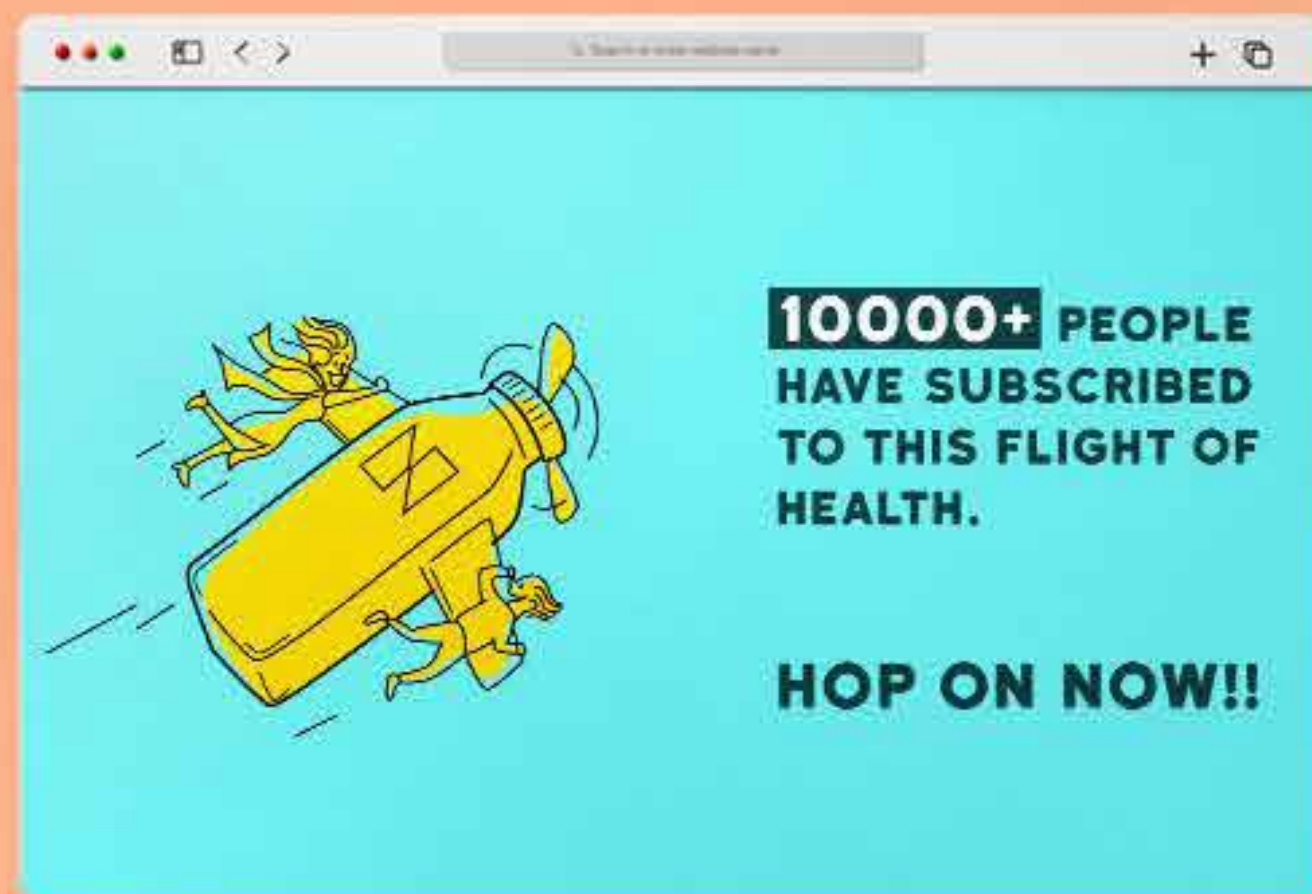 10000+ PEOPLE
HAVE SUBSCRIBED
TO THIS FLIGHT OF
HEALTH.
HOP ON NOW!!